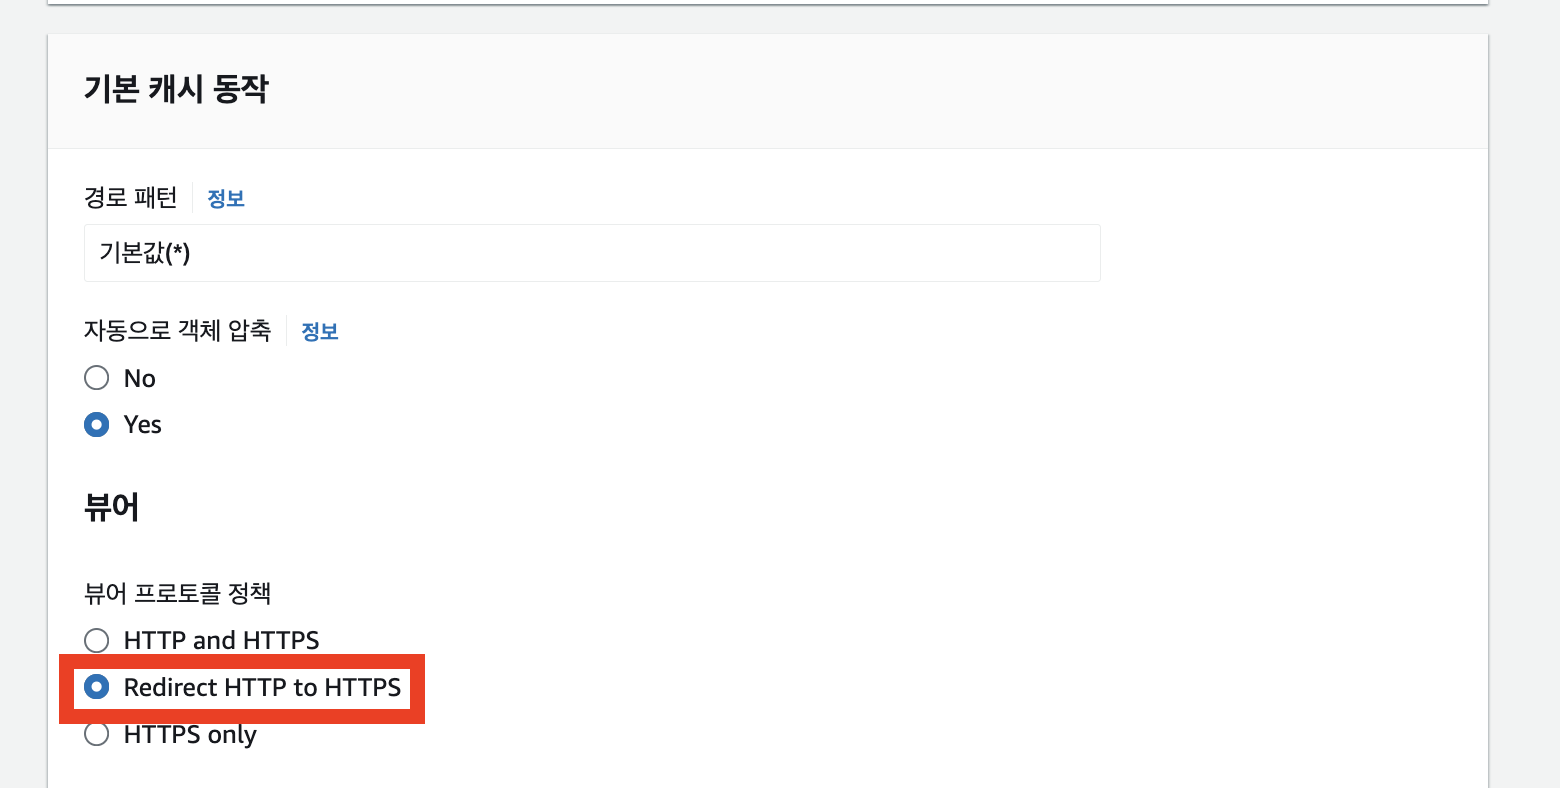 기본 캐시 동작
경로 패턴 정보
기본값(*)
자동으로 객체 압축 정보
No
Yes
뷰어
뷰어 프로토콜 정책
HTTP and HTTPS
Redirect HTTP to HTTPS
HTTPS only